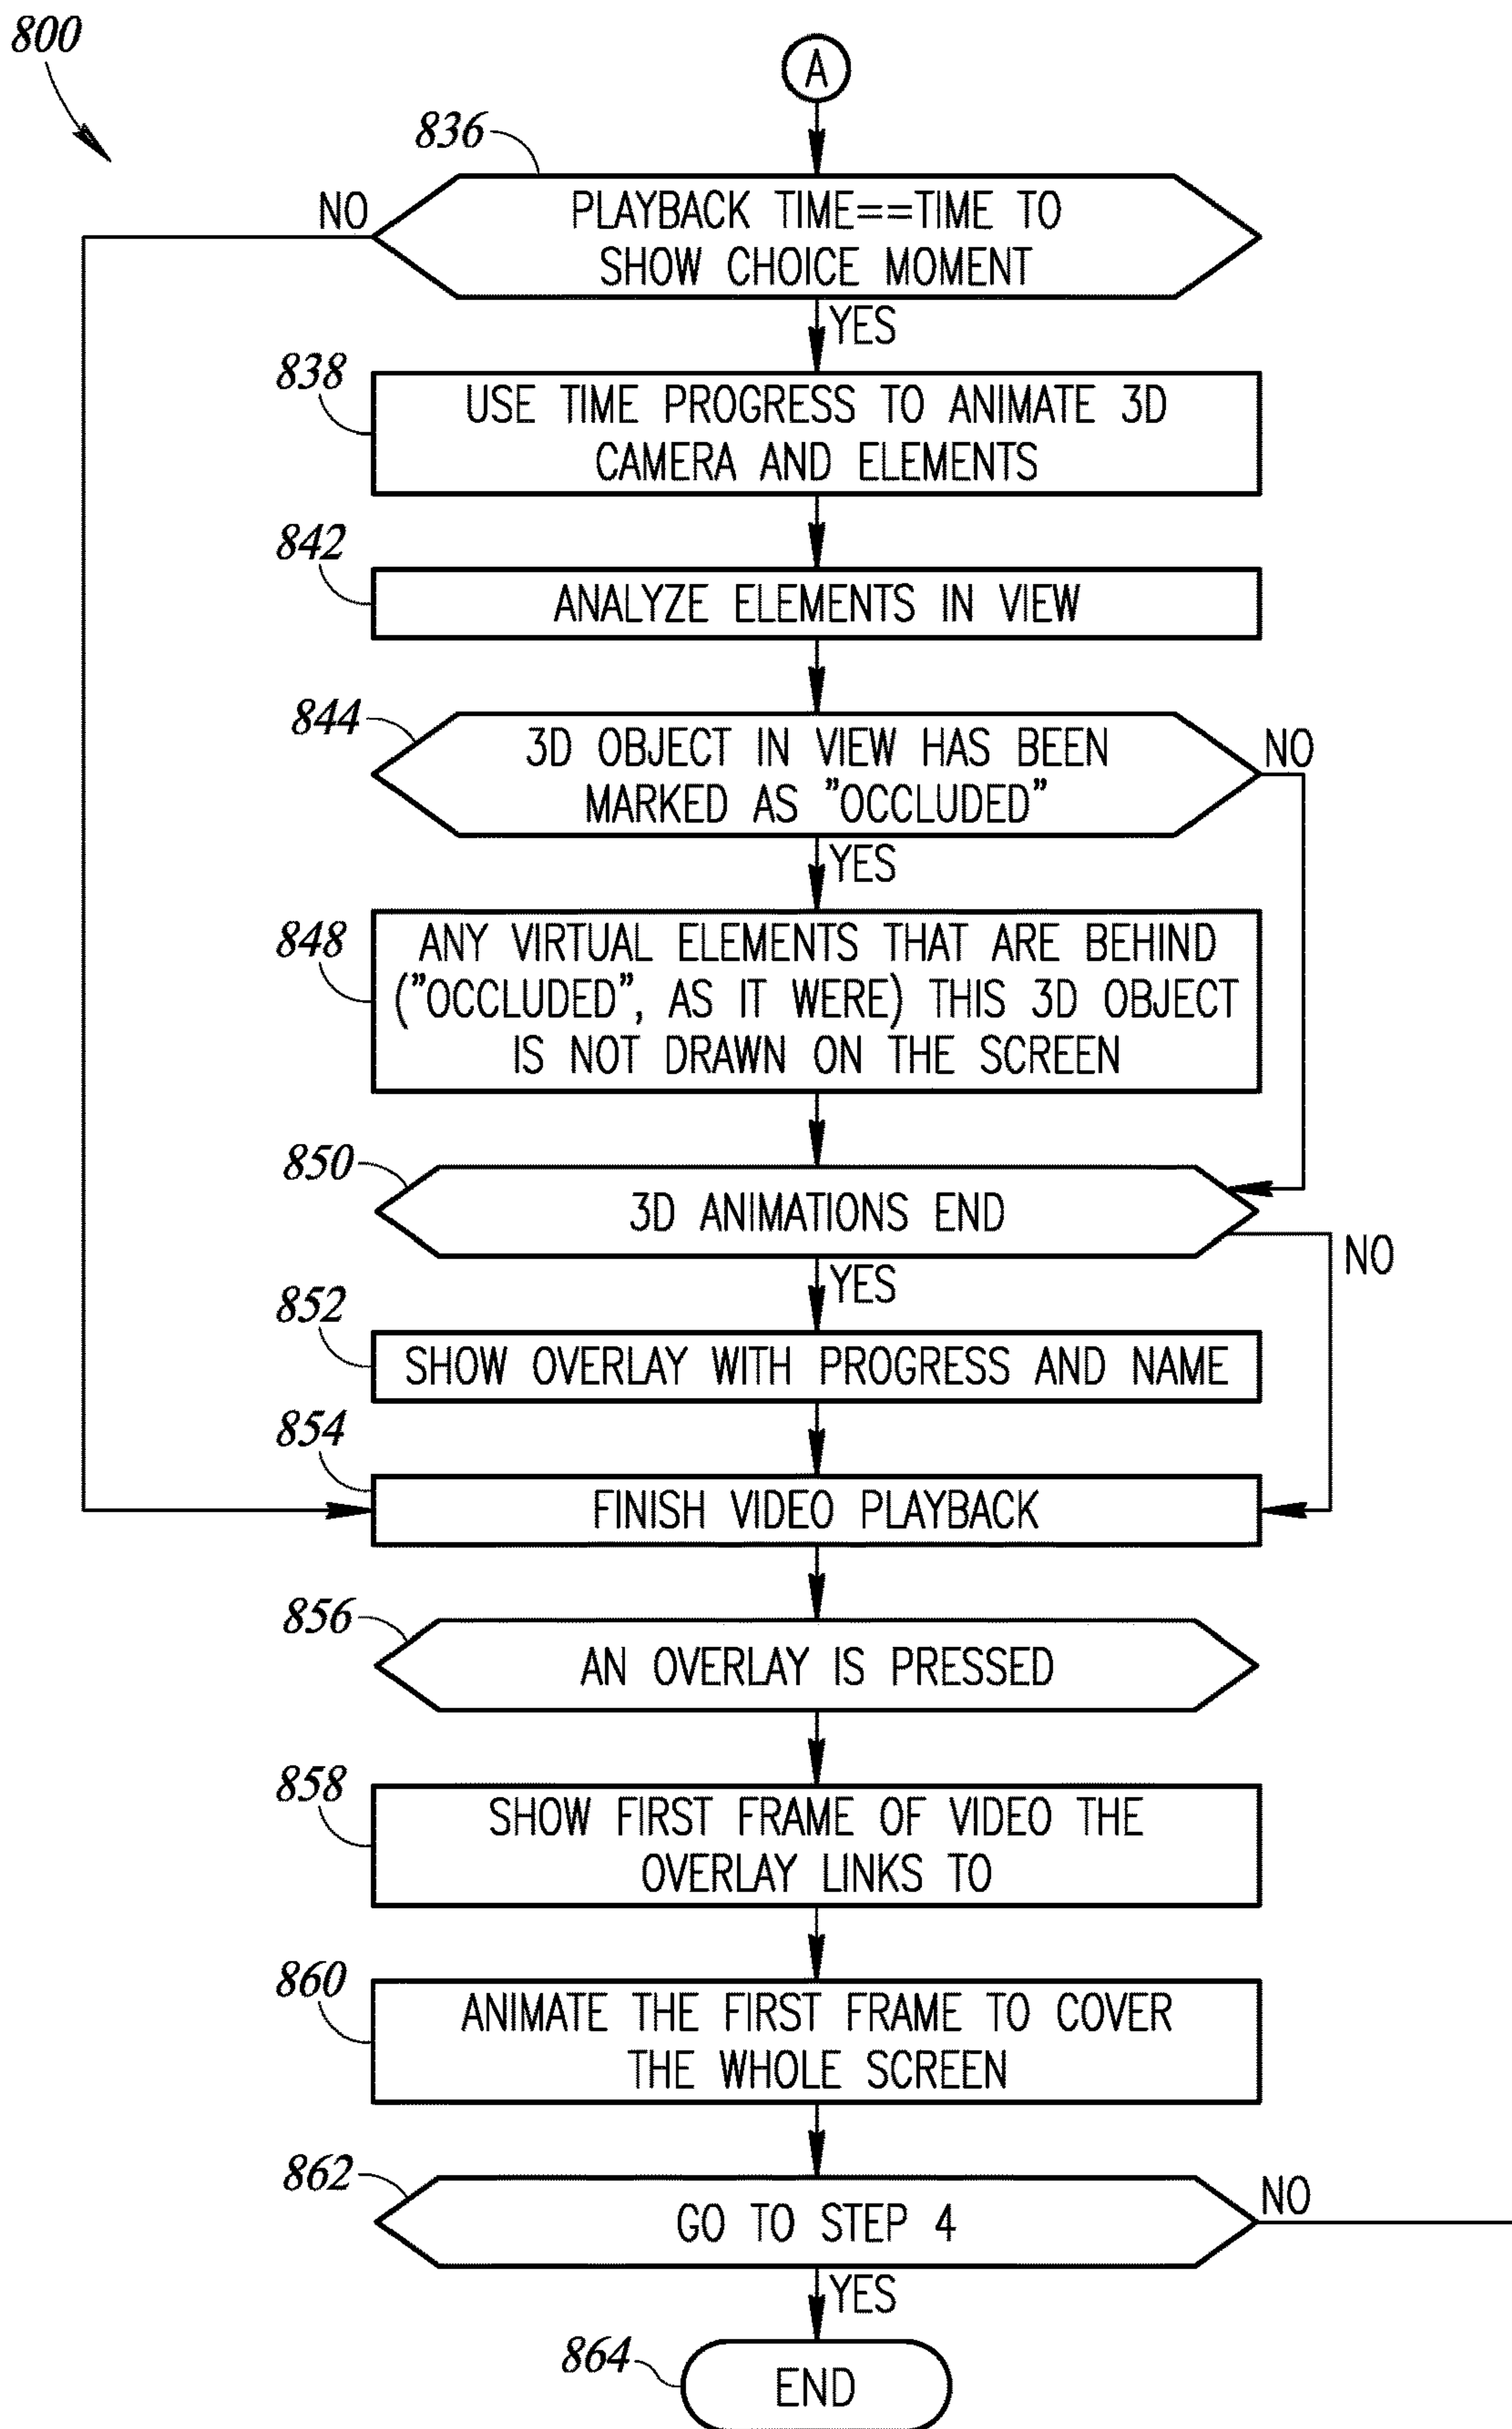 800
A
836
NO
PLAYBACK TIME==TIME TO
SHOW CHOICE MOMENT
YES
838
USE TIME PROGRESS TO ANIMATE 3D
CAMERA AND ELEMENTS
842
ANALYZE ELEMENTS IN VIEW
844
3D OBJECT IN VIEW HAS BEEN
MARKED AS "OCCLUDED"
NO
YES
848
ANY VIRTUAL ELEMENTS THAT ARE BEHIND
("OCCLUDED", AS IT WERE) THIS 3D OBJECT
IS NOT DRAWN ON THE SCREEN
850
3D ANIMATIONS END
NO
YES
852
SHOW OVERLAY WITH PROGRESS AND NAME
854
FINISH VIDEO PLAYBACK
856
AN OVERLAY IS PRESSED
858
SHOW FIRST FRAME OF VIDEO THE
OVERLAY LINKS TO
860
ANIMATE THE FIRST FRAME TO COVER
THE WHOLE SCREEN
862
GO TO STEP 4
NO
YES
864
END